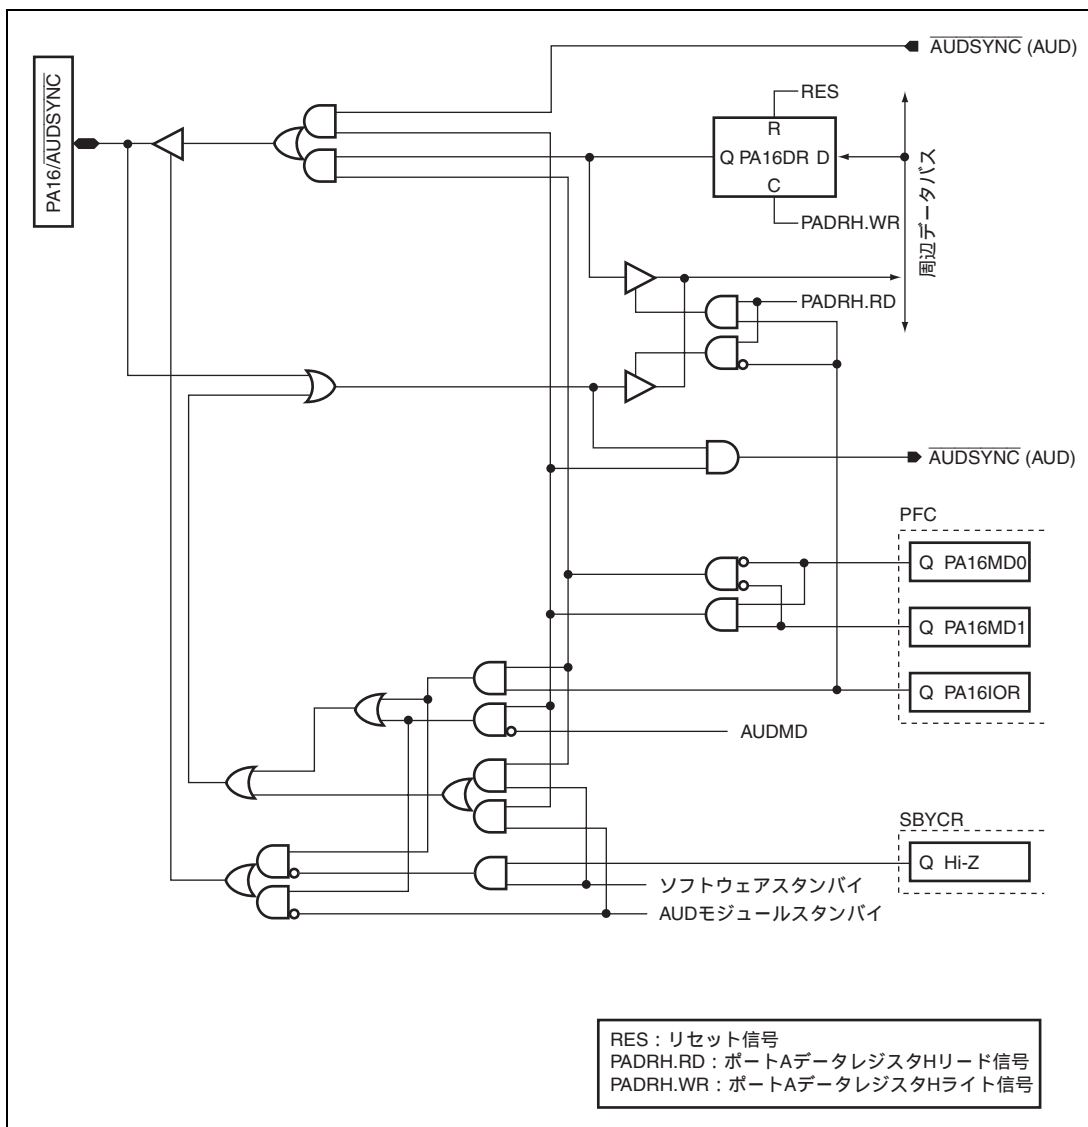 AUDSYNC (AUD)
PA16/AUDSYNC
RES
R
Q PA16DR D
C
PADRH.WR
周辺データバス
PADRH.RD
AUDSYNC (AUD)
PFC
Q PA16MD0
Q PA16MD1
Q PA16IOR
AUDMD
SBYCR
Q Hi-Z
ソフトウェアスタンバイ
AUDモジュールスタンバイ
RES：リセット信号
PADRH.RD：ポートAデータレジスタHリード信号
PADRH.WR：ポートAデータレジスタHライト信号